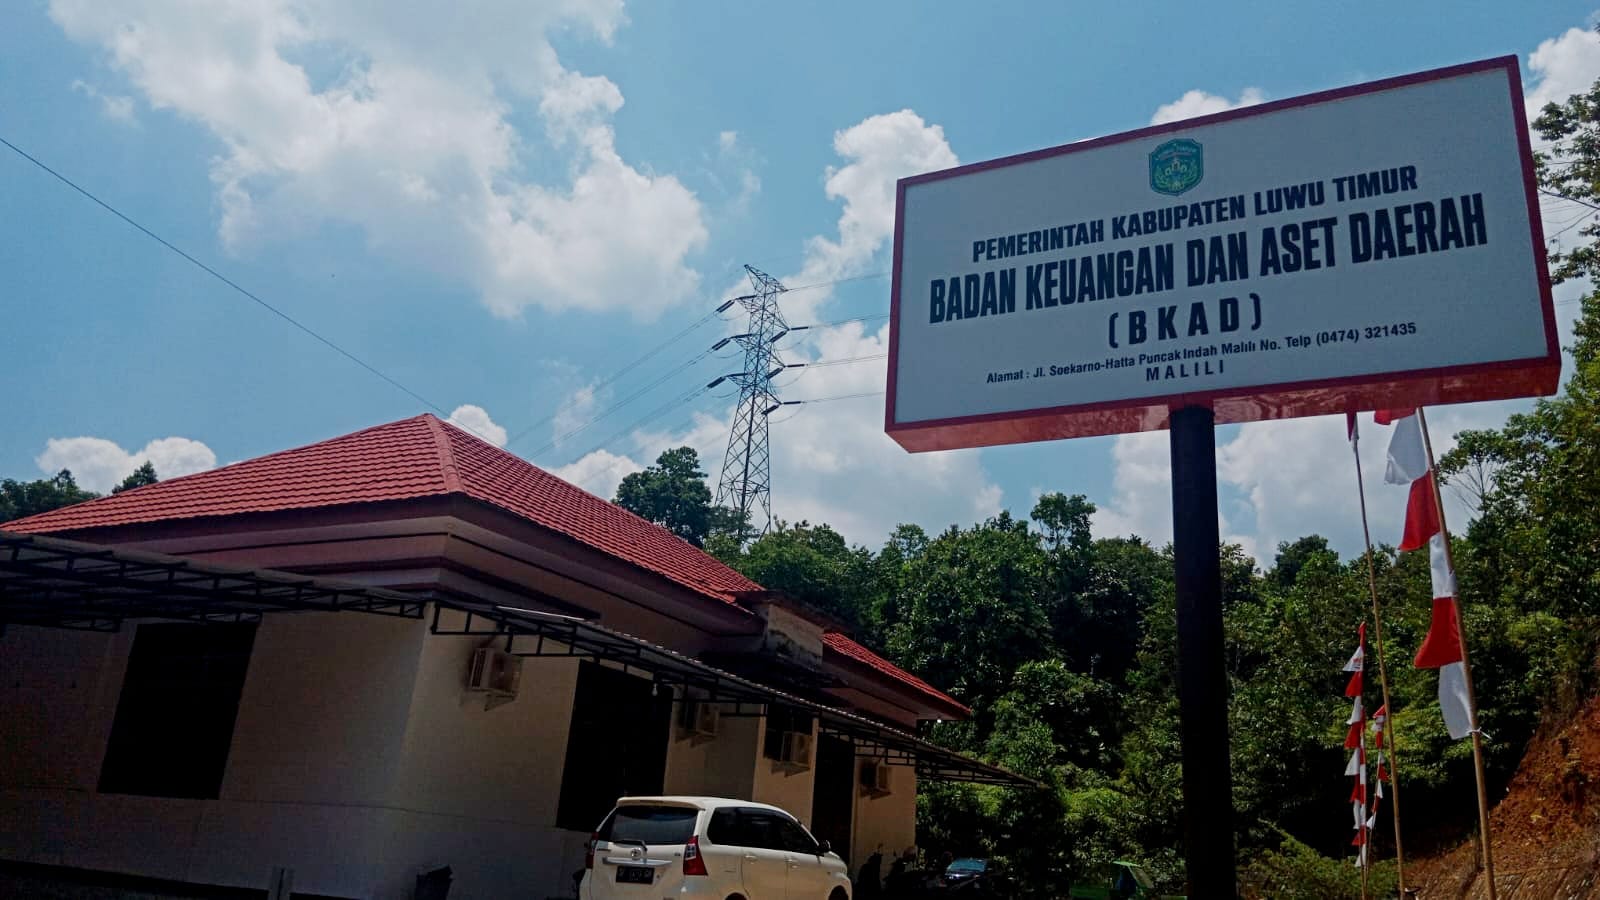 PEMERINTAH KABUPATEN LUWU TIMUR
BADAN KEUANGAN DAN ASET DAERAH
(BKAD)
Alamat : Jl. Soekarno-Hatta Puncak Indah Malili No. Telp (0474) 321435
MALILI